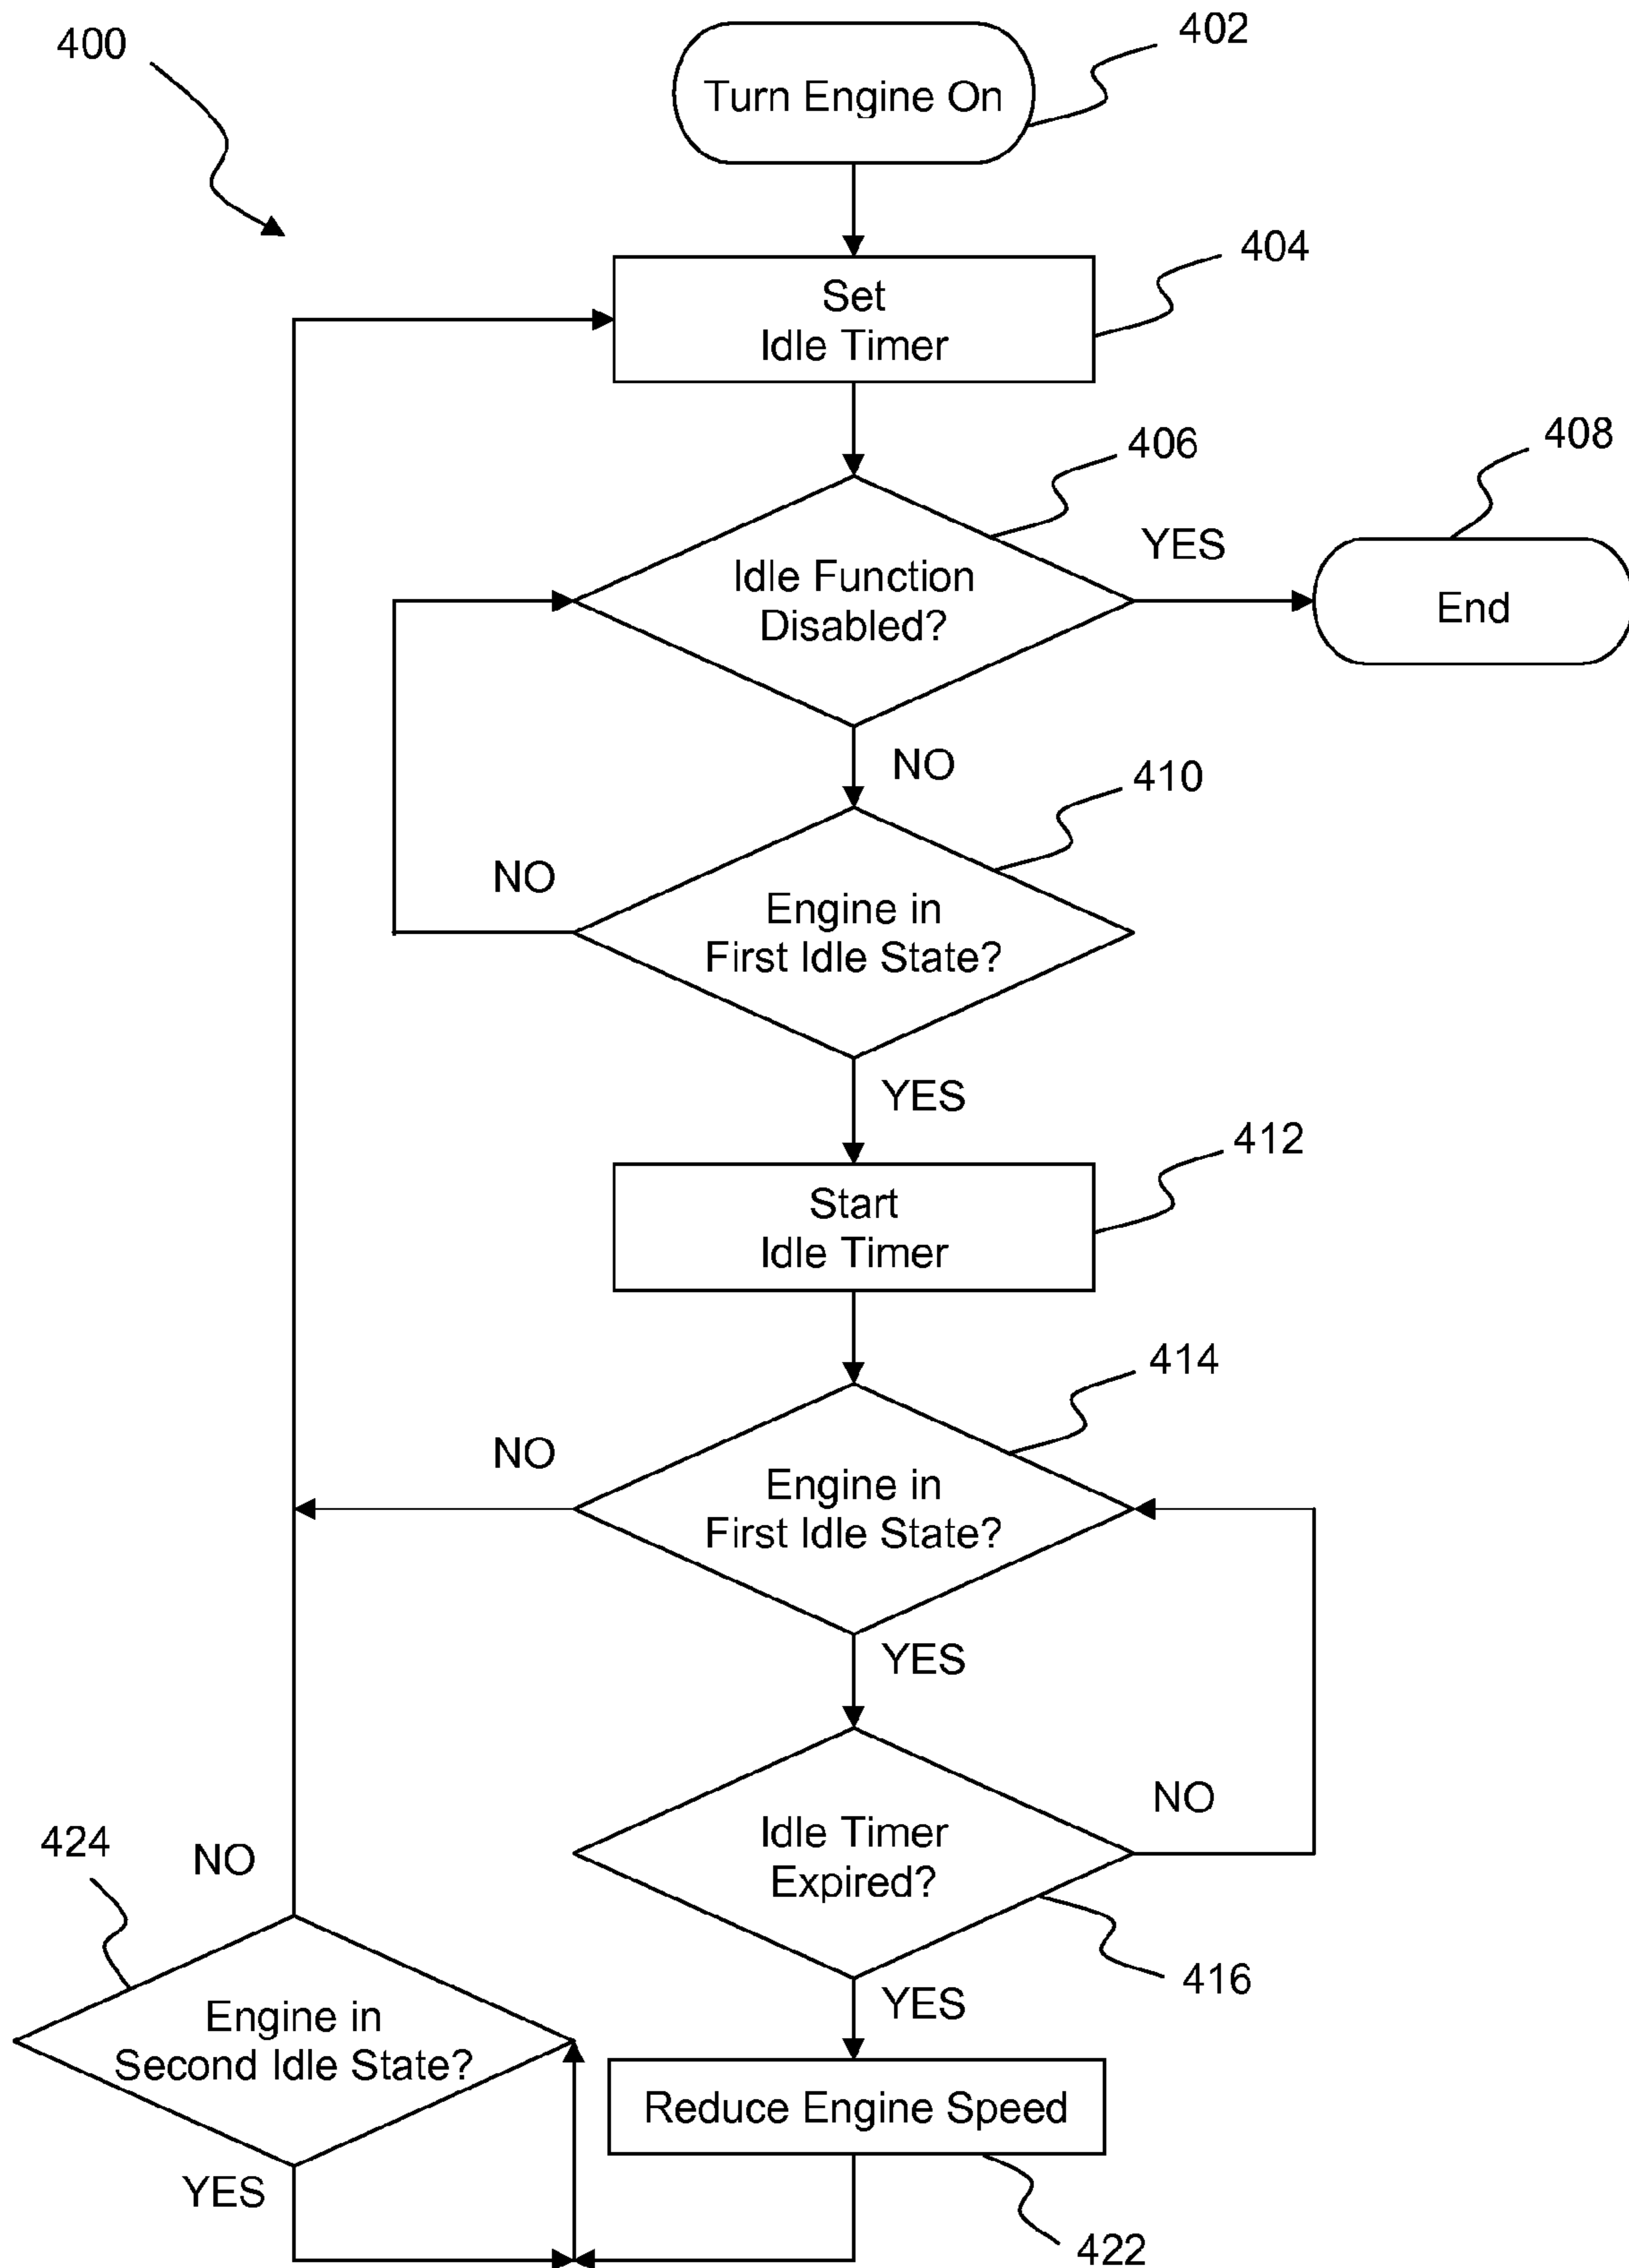 400
402
Turn Engine On
404
Set
Idle Timer
406
408
YES
Idle Function
Disabled?
End
NO
410
NO
Engine in
First Idle State?
YES
412
Start
Idle Timer
414
NO
Engine in
First Idle State?
YES
NO
Idle Timer
Expired?
424
NO
416
YES
Engine in
Second Idle State?
Reduce Engine Speed
YES
422